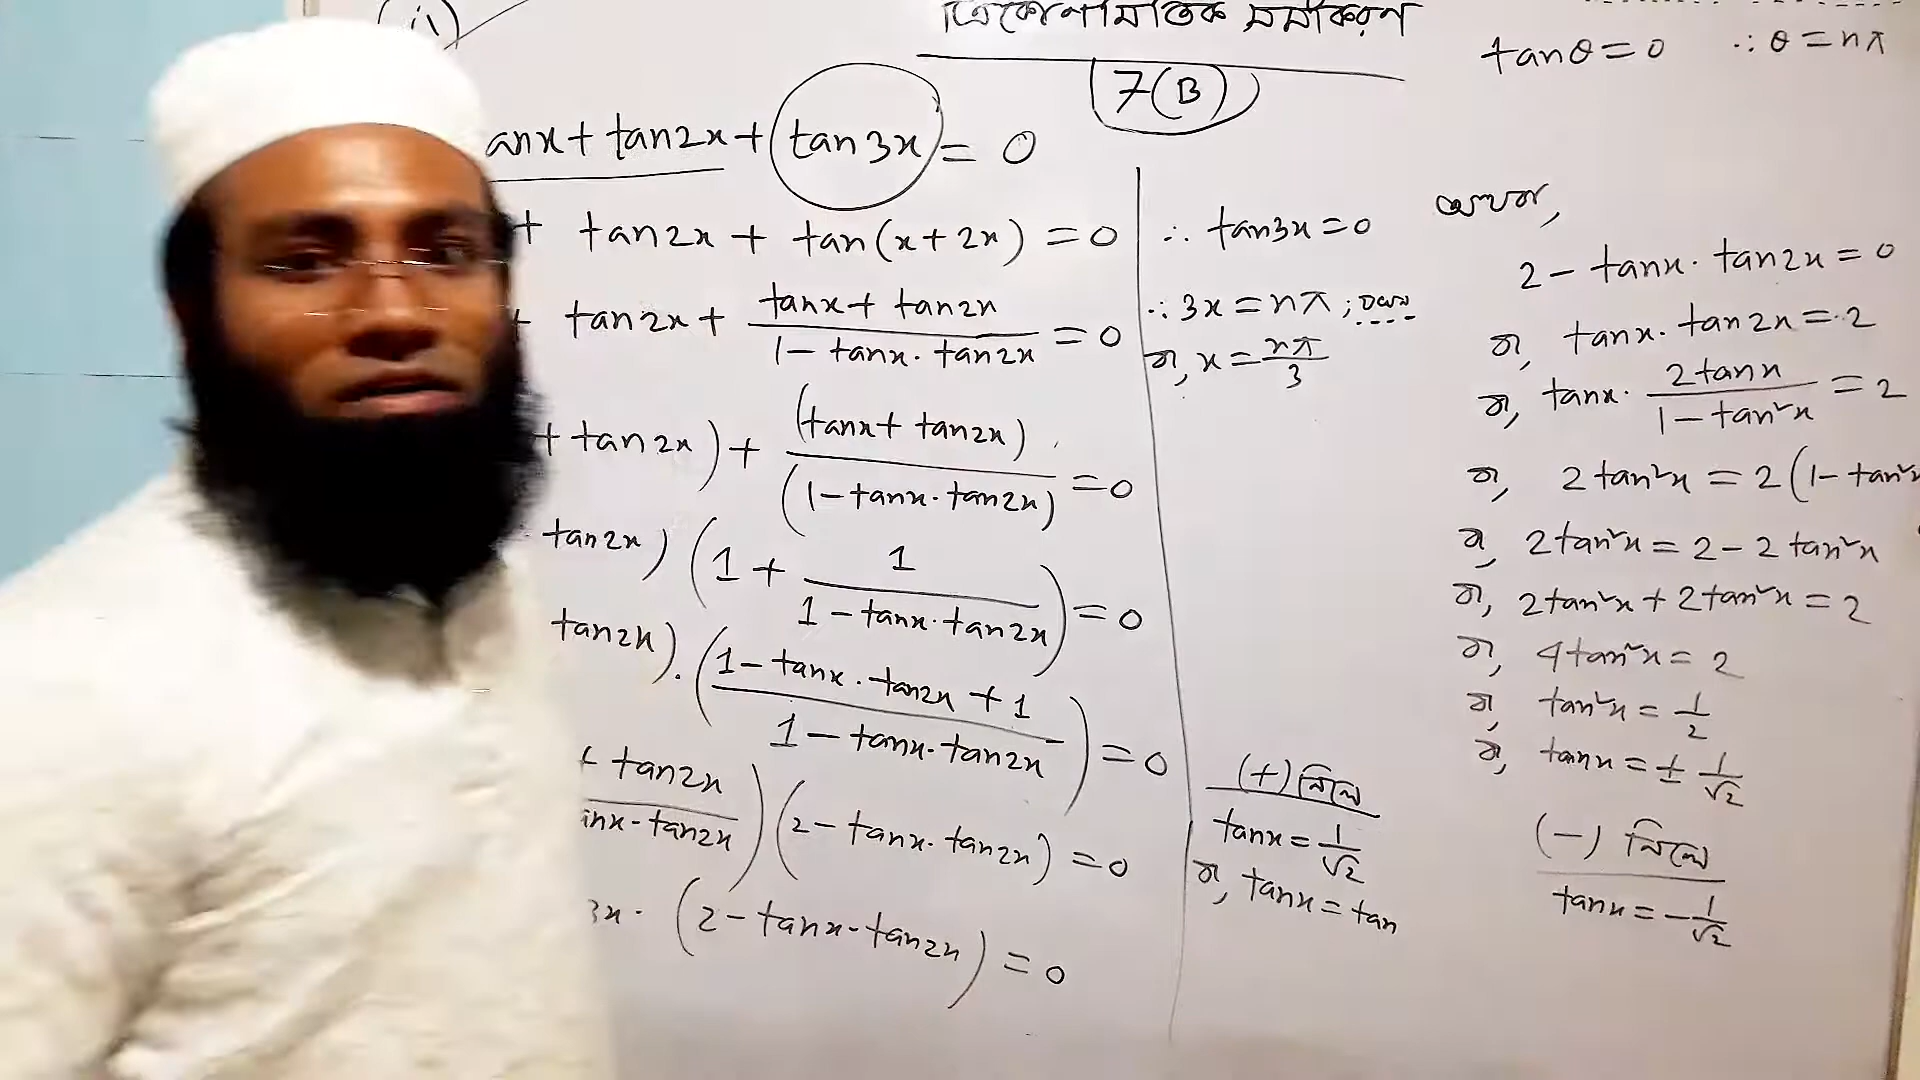 (ii)
ত্রিকোণমিতিক সমীকরণ
7(B)
tanθ = 0 ∴ θ = nπ
anx + tan2x + tan3x = 0
+ tan2x + tan(x + 2x) = 0
+ tan2x + (tanx + tan2x)/(1 - tanx · tan2x) = 0
+ tan2x) + (tanx + tan2x)/(1 - tanx · tan2x) = 0
tan2x) (1 + 1/(1 - tanx · tan2x)) = 0
tan2x) · ((1 - tanx · tan2x + 1)/(1 - tanx · tan2x)) = 0
tan2x/anx · tan2x) (2 - tanx · tan2x) = 0
3x · (2 - tanx · tan2x) = 0
∴ tan3x = 0
∴ 3x = nπ ;
বা, x = nπ/3
অথবা,
2 - tanx · tan2x = 0
বা, tanx · tan2x = 2
বা, tanx · 2tanx/(1 - tan²x) = 2
বা, 2tan²x = 2(1 - tan²x
বা, 2tan²x = 2 - 2tan²x
বা, 2tan²x + 2tan²x = 2
বা, 4tan²x = 2
বা, tan²x = 1/2
বা, tanx = ± 1/√2
(+) নিলে
tanx = 1/√2
বা, tanx = tan
(-) নিলে
tanx = - 1/√2